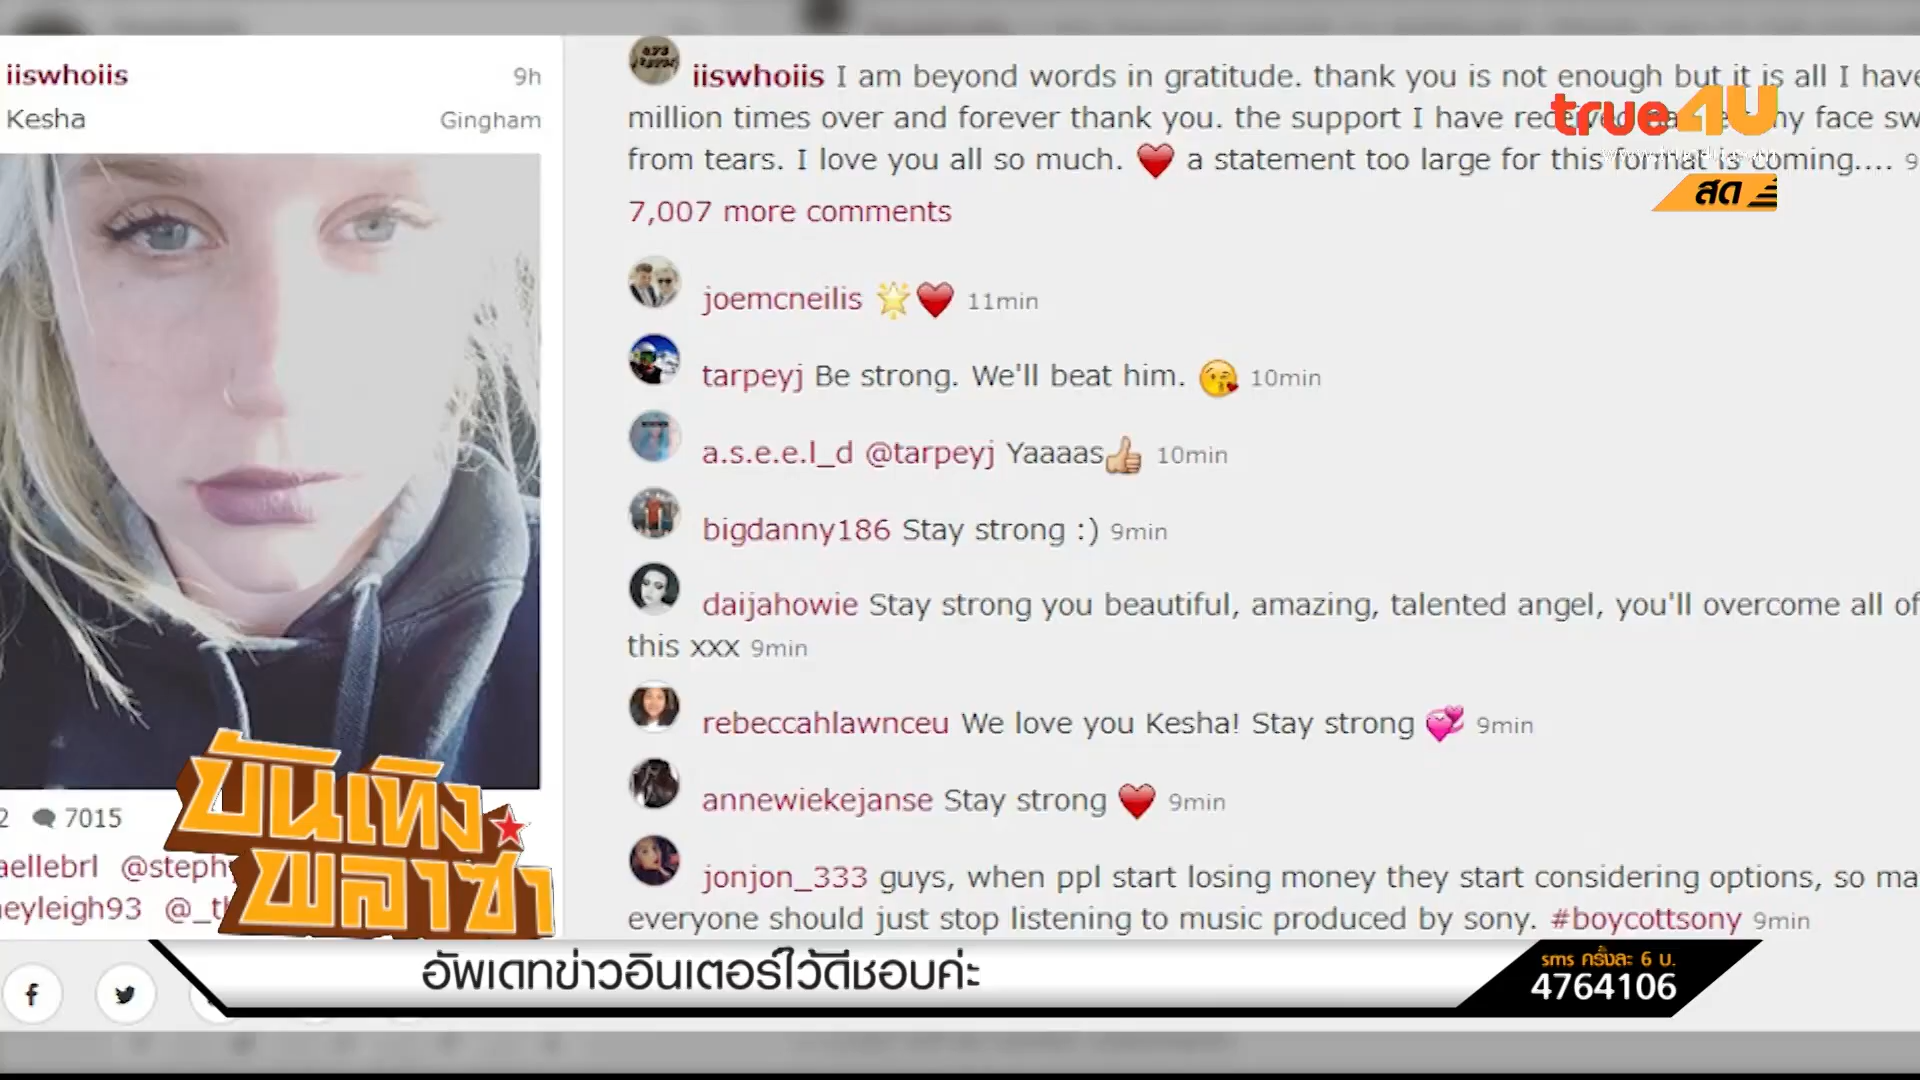 iiswhoiis 9h
Kesha Gingham
iiswhoiis I am beyond words in gratitude. thank you is not enough but it is all I have
million times over and forever thank you. the support I have my face
from tears. I love you all so much. ❤️ a statement too large for this format is coming.... 9
7,007 more comments
joemcneilis 🌟❤️ 11min
tarpeyj Be strong. We'll beat him. 😘 10min
a.s.e.e.l_d @tarpeyj Yaaaas👍 10min
bigdanny186 Stay strong :) 9min
daijahowie Stay strong you beautiful, amazing, talented angel, you'll overcome all of
this xxx 9min
rebeccahlawnceu We love you Kesha! Stay strong 💞 9min
annewiekejanse Stay strong ❤️ 9min
jonjon_333 guys, when ppl start losing money they start considering options, so
everyone should just stop listening to music produced by sony. #boycottsony 9min
true4U
สด
2 7015
aellebrl @steph
eyleigh93
บันเทิง
พลาซ่า
อัพเดทข่าวอินเตอร์ไว้ดีชอบค่ะ
sms ครั้งละ 6 บ.
4764106